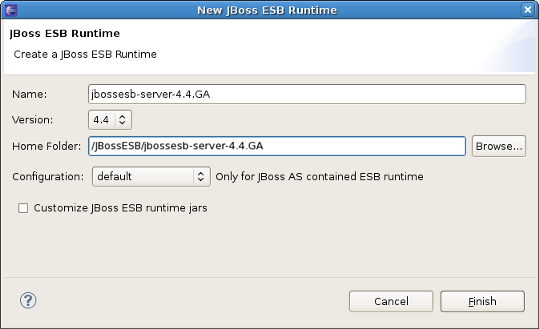 New JBoss ESB Runtime
JBoss ESB Runtime
Create a JBoss ESB Runtime
Name: jbossesb-server-4.4.GA
Version: 4.4
Home Folder: /JBossESB/jbossesb-server-4.4.GA Browse...
Configuration: default Only for JBoss AS contained ESB runtime
Customize JBoss ESB runtime jars
? Cancel Finish